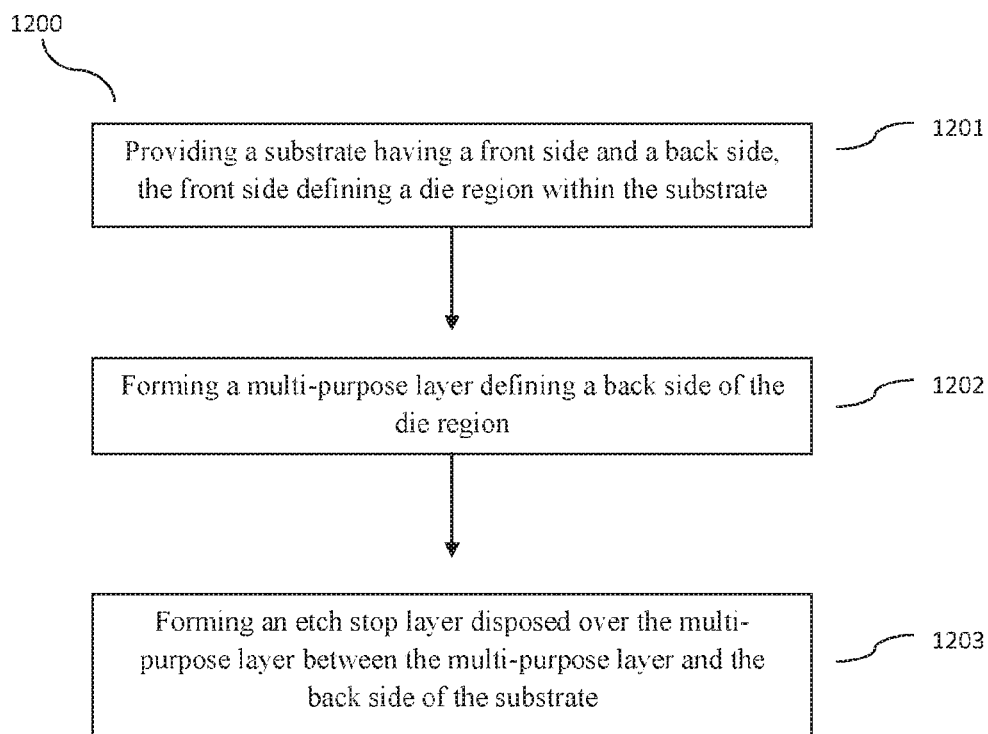 1200
1201
Providing a substrate having a front side and a back side,
the front side defining a die region within the substrate
1202
Forming a multi-purpose layer defining a back side of the
die region
1203
Forming an etch stop layer disposed over the multi-
purpose layer between the multi-purpose layer and the
back side of the substrate